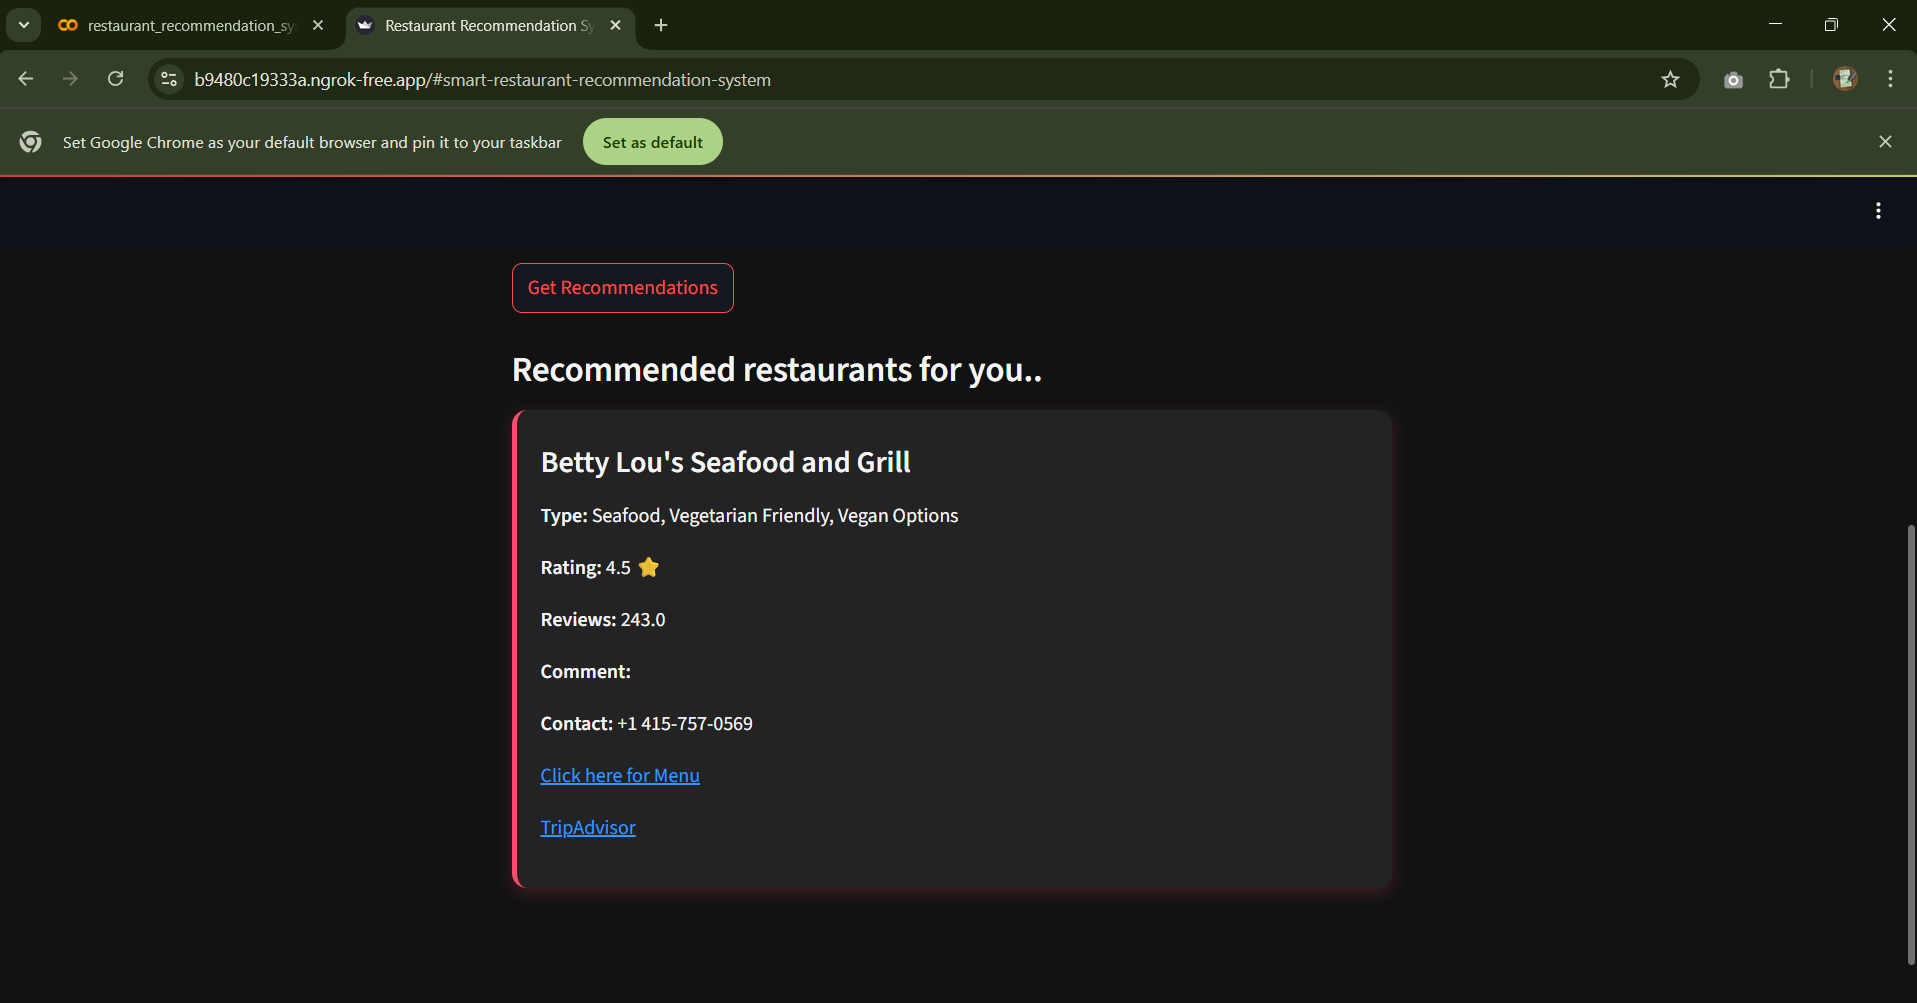 restaurant_recommendation_sy
Restaurant Recommendation Sy
b9480c19333a.ngrok-free.app/#smart-restaurant-recommendation-system
Set Google Chrome as your default browser and pin it to your taskbar
Set as default
Get Recommendations
Recommended restaurants for you..
Betty Lou's Seafood and Grill
Type: Seafood, Vegetarian Friendly, Vegan Options
Rating: 4.5 ⭐
Reviews: 243.0
Comment:
Contact: +1 415-757-0569
Click here for Menu
TripAdvisor